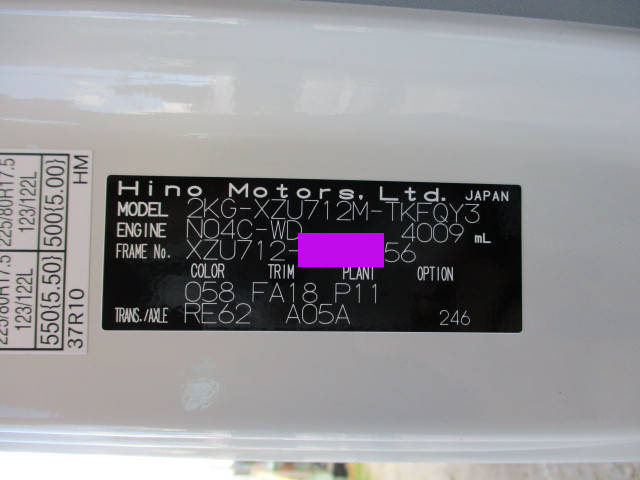 Hino Motors, Ltd. JAPAN
MODEL 2KG-XZU712M-TKFQY3
ENGINE N04C-WD 4009 mL
FRAME No. XZU712- 56
COLOR TRIM PLANT OPTION
058 FA18 P11
TRANS./AXLE RE62 A05A 246
225/80R17.5 225/80R17.5
123/122L 123/122L
550{5.50} 500{5.00}
37R10 HM